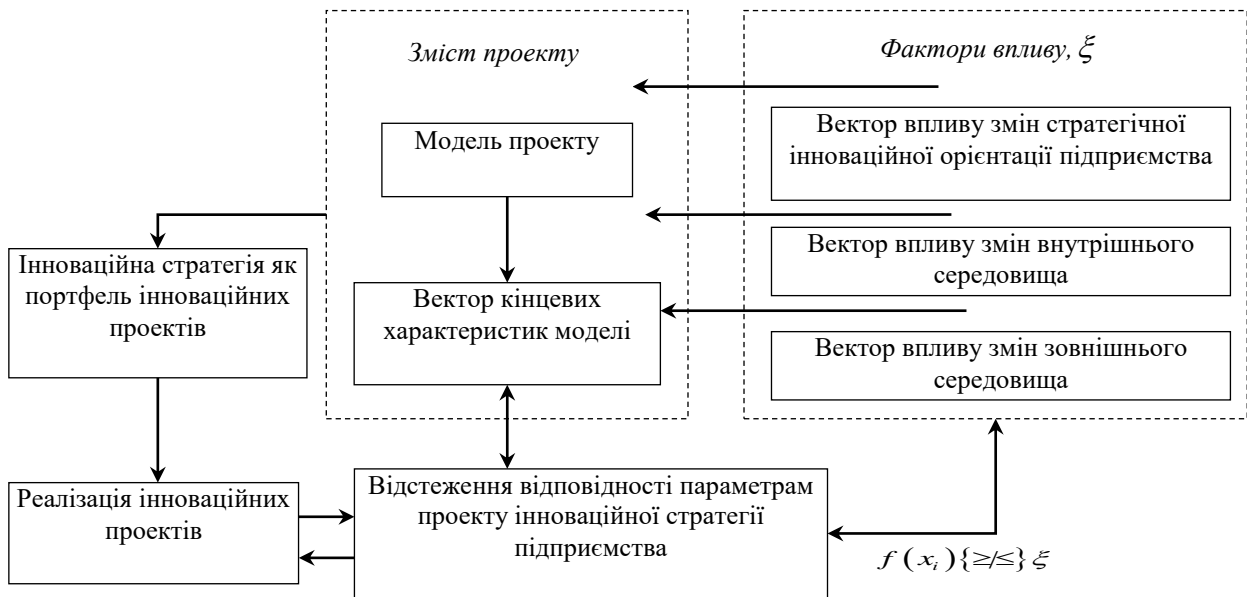 Зміст проекту
Фактори впливу, ξ
Модель проекту
Вектор впливу змін стратегічної
інноваційної орієнтації підприємства
Вектор впливу змін внутрішнього
середовища
Інноваційна стратегія як
портфель інноваційних
проектів
Вектор кінцевих
характеристик моделі
Вектор впливу змін зовнішнього
середовища
Реалізація інноваційних
проектів
Відстеження відповідності параметрам
проекту інноваційної стратегії
підприємства
f (x_i){≥/≤} ξ